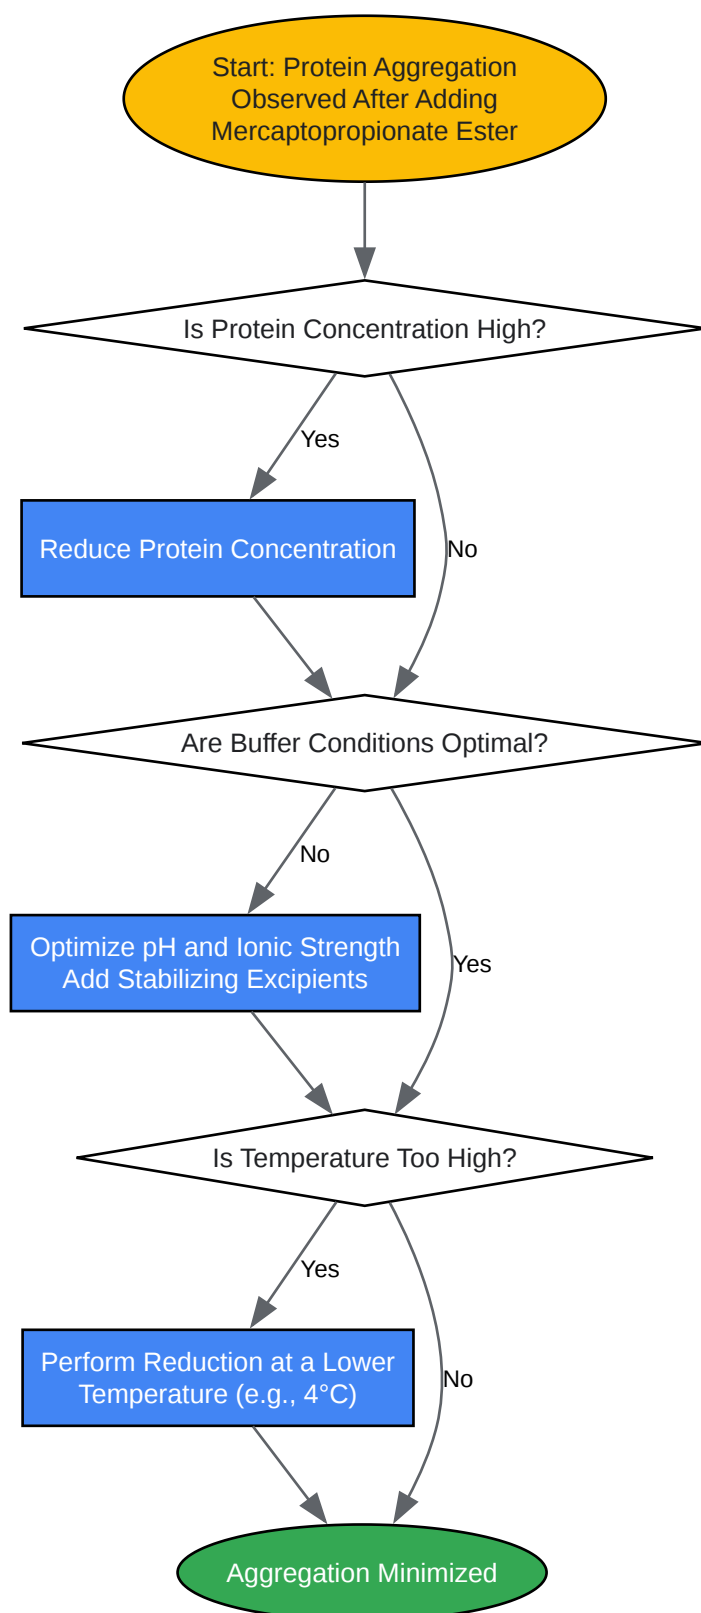 Start: Protein Aggregation
Observed After Adding
Mercaptopropionate Ester
Is Protein Concentration High?
Yes
Reduce Protein Concentration
No
Are Buffer Conditions Optimal?
No
Optimize pH and Ionic Strength
Add Stabilizing Excipients
Yes
Is Temperature Too High?
Yes
Perform Reduction at a Lower
Temperature (e.g., 4°C)
No
Aggregation Minimized